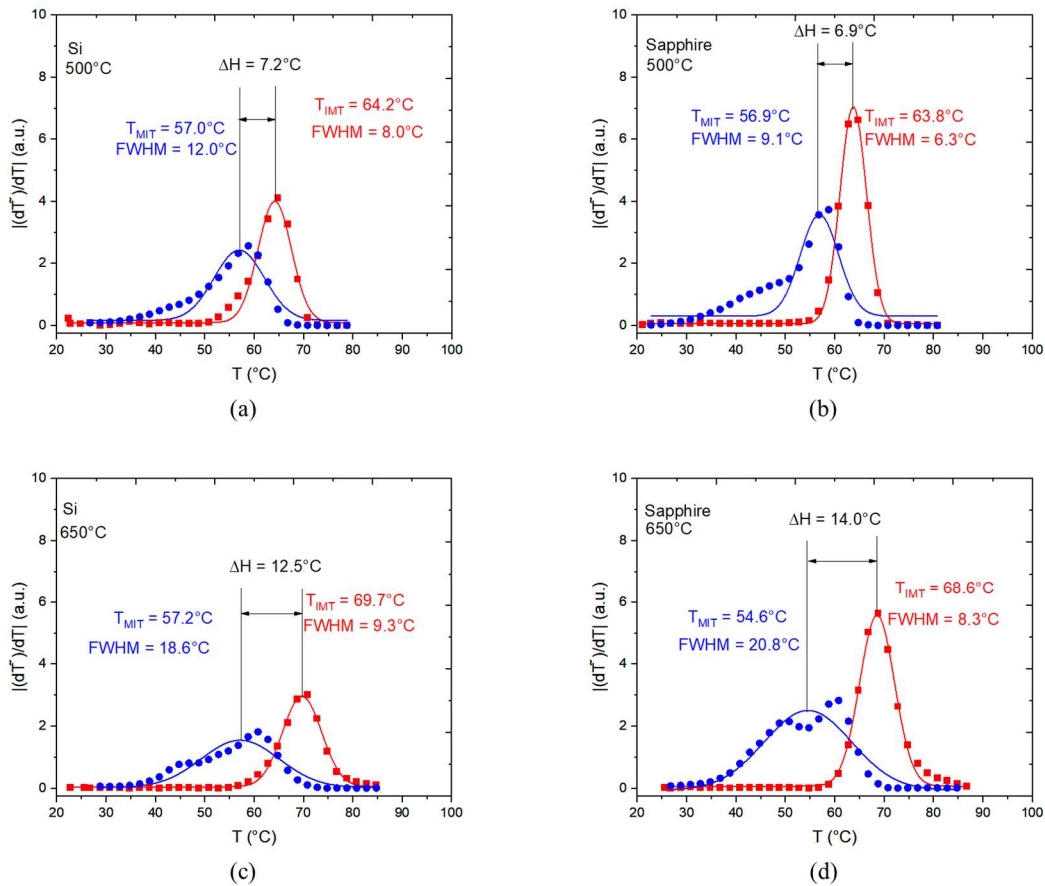 Si
500°C
ΔH = 7.2°C
T_IMT = 64.2°C
FWHM = 8.0°C
T_MIT = 57.0°C
FWHM = 12.0°C
|(dT̄)/dT| (a.u.)
10
8
6
4
2
0
20 30 40 50 60 70 80 90 100
T (°C)
(a)
Sapphire
500°C
ΔH = 6.9°C
T_MIT = 56.9°C
FWHM = 9.1°C
T_IMT = 63.8°C
FWHM = 6.3°C
|(dT̄)/dT| (a.u.)
10
8
6
4
2
0
20 30 40 50 60 70 80 90 100
T (°C)
(b)
Si
650°C
ΔH = 12.5°C
T_MIT = 57.2°C
FWHM = 18.6°C
T_IMT = 69.7°C
FWHM = 9.3°C
|(dT̄)/dT| (a.u.)
10
8
6
4
2
0
20 30 40 50 60 70 80 90 100
T (°C)
(c)
Sapphire
650°C
ΔH = 14.0°C
T_MIT = 54.6°C
FWHM = 20.8°C
T_IMT = 68.6°C
FWHM = 8.3°C
|(dT̄)/dT| (a.u.)
10
8
6
4
2
0
20 30 40 50 60 70 80 90 100
T (°C)
(d)